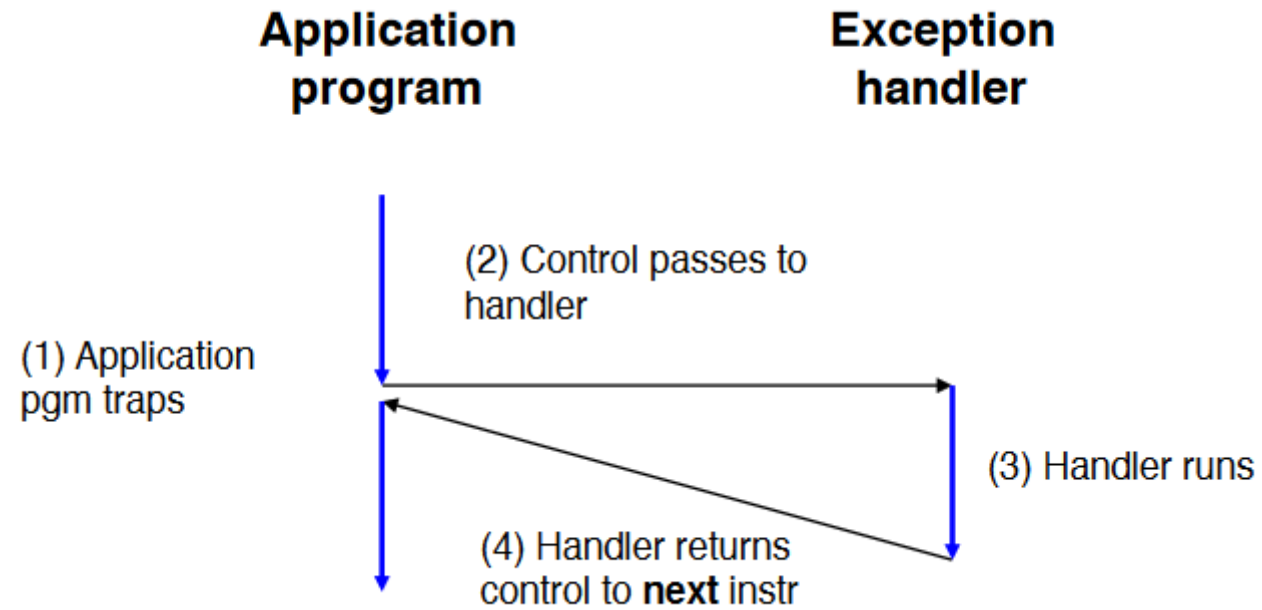 Application
program
Exception
handler
(2) Control passes to
handler
(1) Application
pgm traps
(3) Handler runs
(4) Handler returns
control to next instr